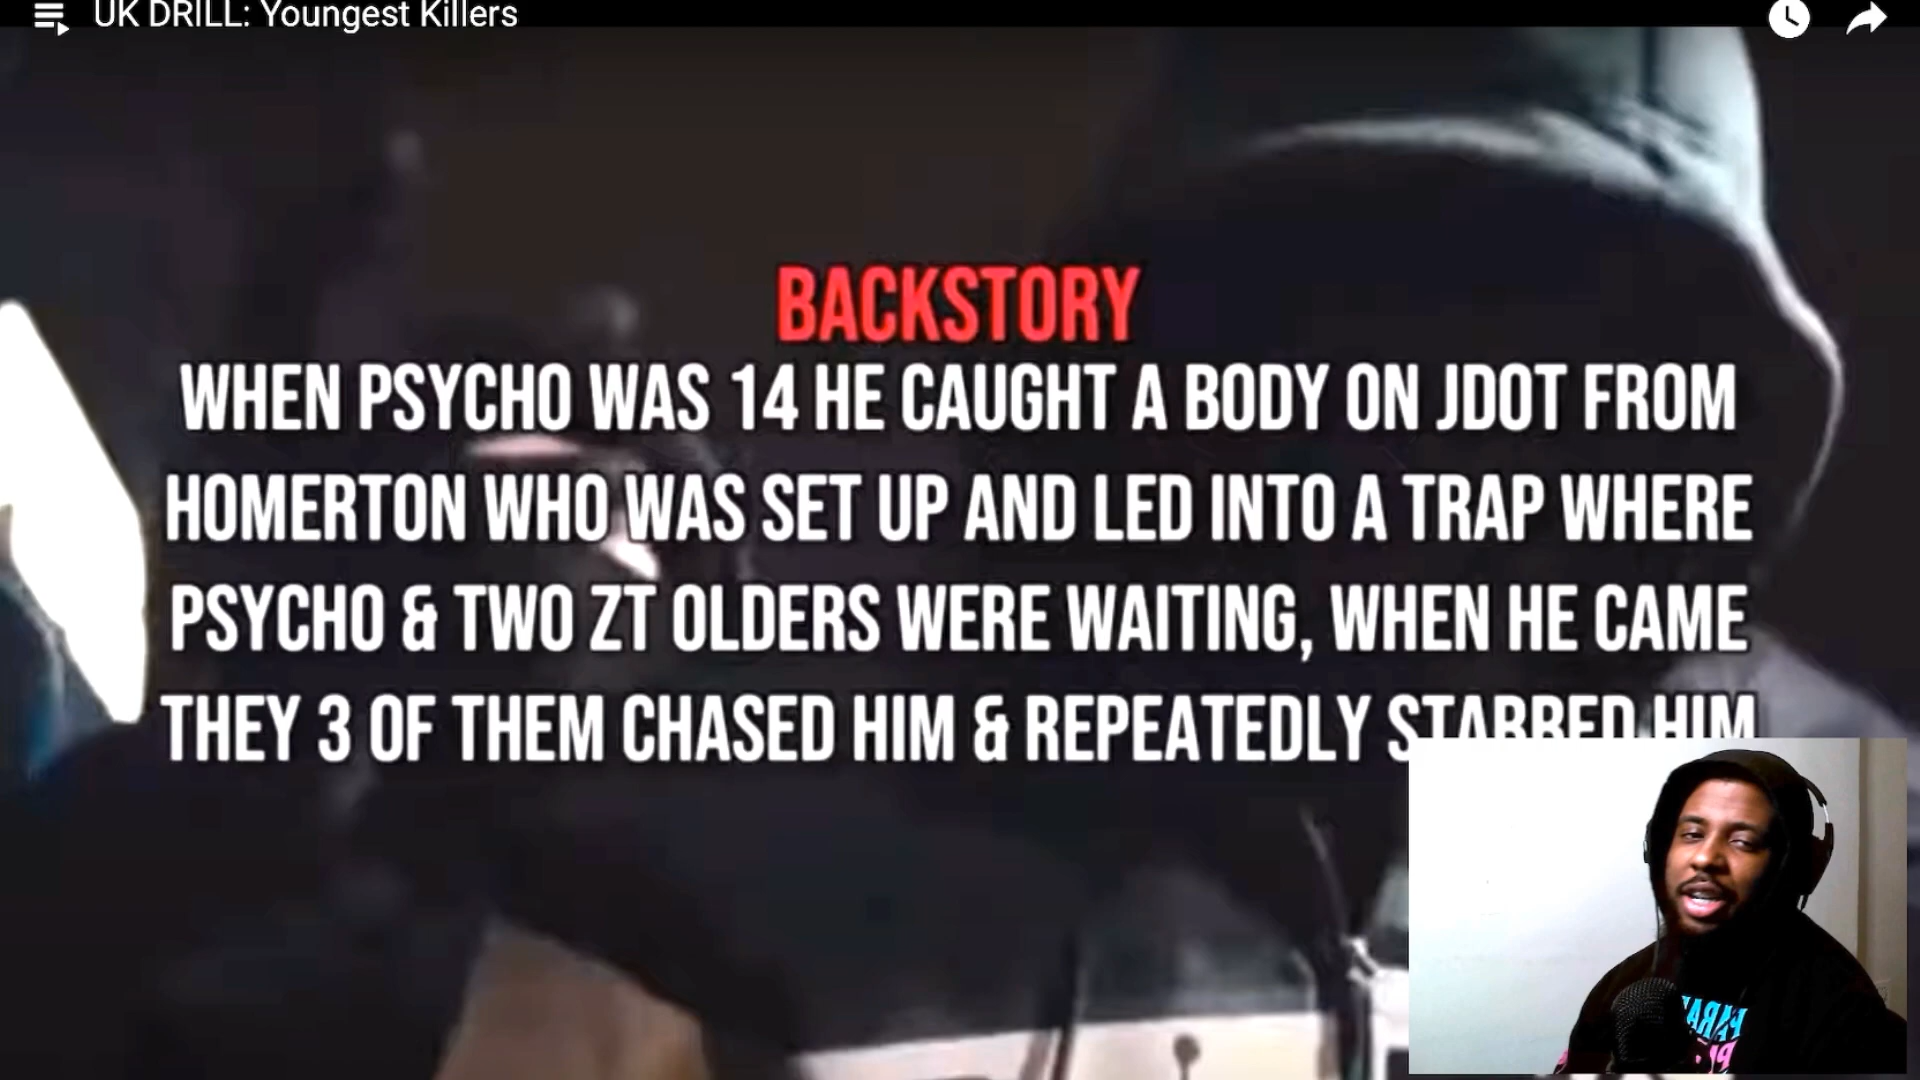 UK DRILL: Youngest Killers
BACKSTORY
WHEN PSYCHO WAS 14 HE CAUGHT A BODY ON JDOT FROM
HOMERTON WHO WAS SET UP AND LED INTO A TRAP WHERE
PSYCHO & TWO ZT OLDERS WERE WAITING, WHEN HE CAME
THEY 3 OF THEM CHASED HIM & REPEATEDLY STABBED HIM